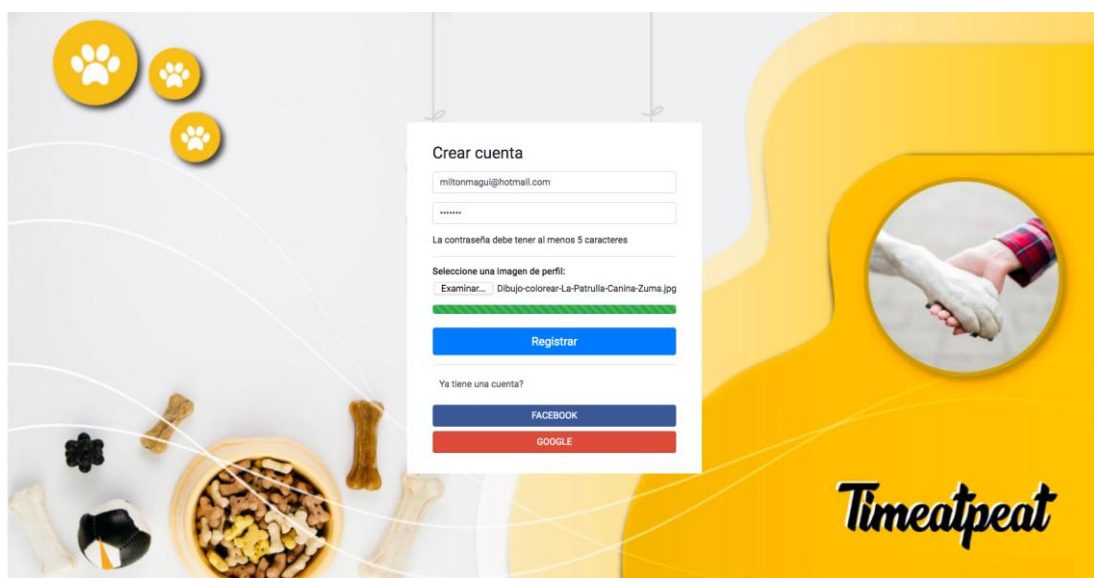 Crear cuenta
miltonmagui@hotmail.com
•••••••
La contraseña debe tener al menos 5 caracteres
Seleccione una imagen de perfil:
Examinar... Dibujo-colorear-La-Patrulla-Canina-Zuma.jpg
Registrar
Ya tiene una cuenta?
FACEBOOK
GOOGLE
Timeatpeat